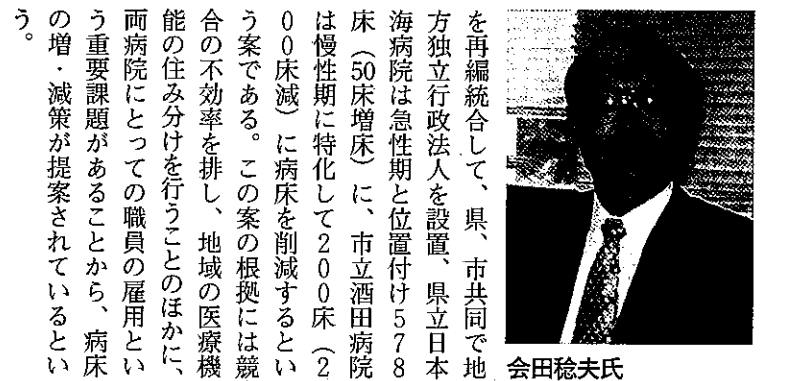 を再編統合して、県、市共同で地
方独立行政法人を設置、県立日本
海病院は急性期と位置付け578
床（50床増床）に、市立酒田病院
は慢性期に特化して200床（2
00床減）に病床を削減するとい
う案である。この案の根拠には競
合の不効率を排し、地域の医療機
能の住み分けを行うことのほかに、
両病院にとっての職員の雇用とい
う重要課題があることから、病床
の増・減策が提案されているとい
う。
会田稔夫氏